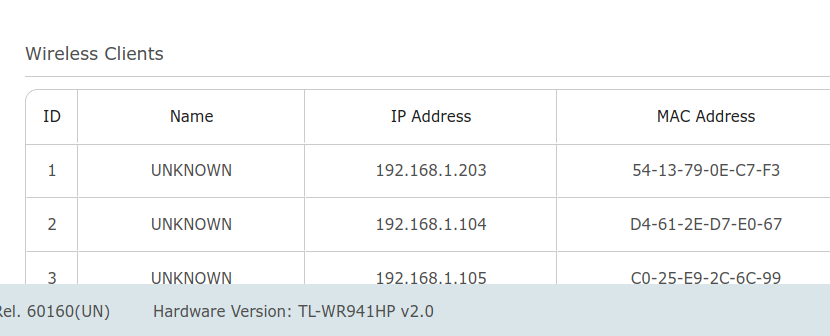 Wireless Clients
ID Name IP Address MAC Address
1 UNKNOWN 192.168.1.203 54-13-79-0E-C7-F3
2 UNKNOWN 192.168.1.104 D4-61-2E-D7-E0-67
3 UNKNOWN 192.168.1.105 C0-25-E9-2C-6C-99
Rel. 60160(UN) Hardware Version: TL-WR941HP v2.0